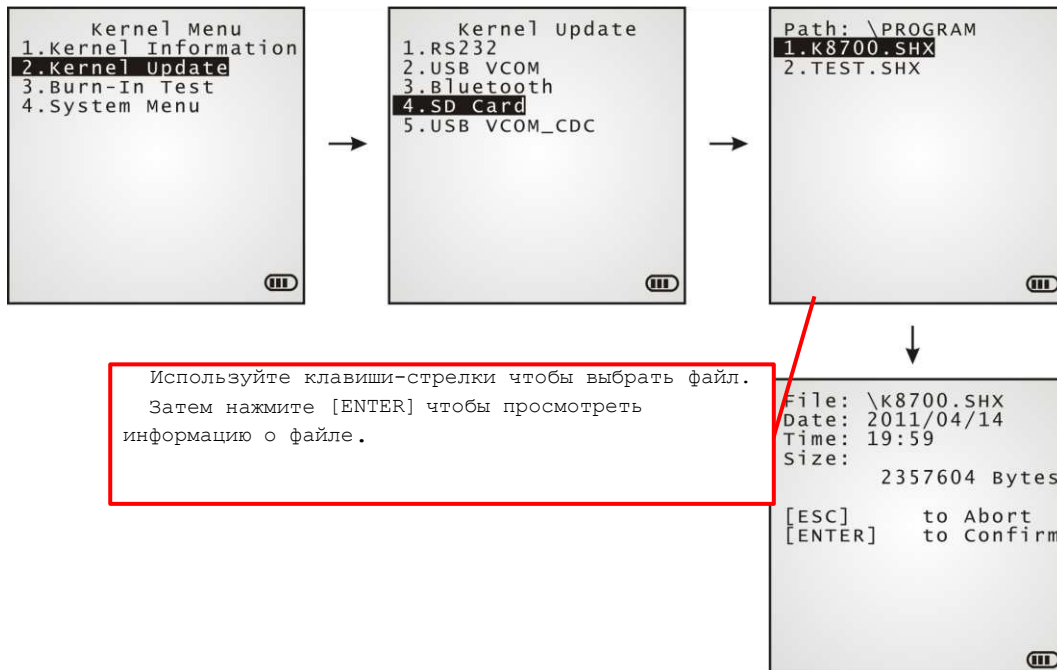 Kernel Menu
1.Kernel Information
2.Kernel Update
3.Burn-In Test
4.System Menu
Kernel Update
1.RS232
2.USB VCOM
3.Bluetooth
4.SD Card
5.USB VCOM_CDC
Path: \PROGRAM
1.K8700.SHX
2.TEST.SHX
Используйте клавиши-стрелки чтобы выбрать файл.
Затем нажмите [ENTER] чтобы просмотреть
информацию о файле.
File: \K8700.SHX
Date: 2011/04/14
Time: 19:59
Size:
2357604 Bytes
[ESC] to Abort
[ENTER] to Confirm